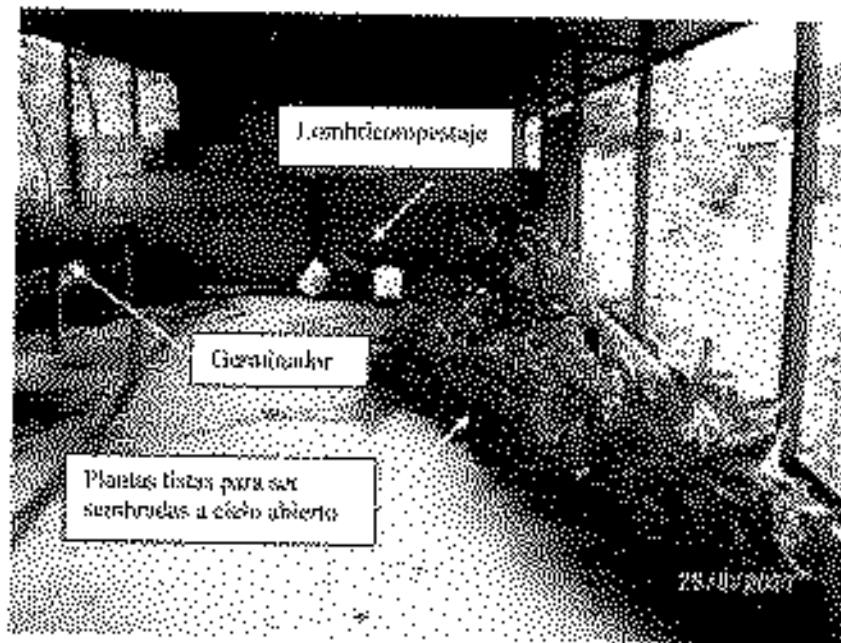 Lombricompostaje
Germinador
Plantas listas para ser
sembradas a cielo abierto